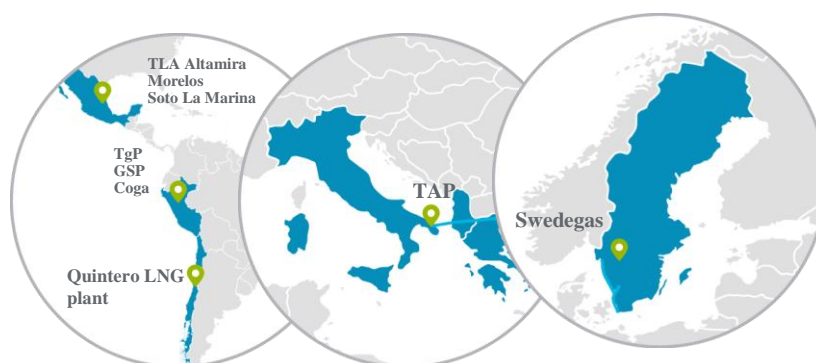 TLA Altamira
Morelos
Soto La Marina
TgP
GSP
Coga
Quintero LNG
plant
TAP
Swedegas